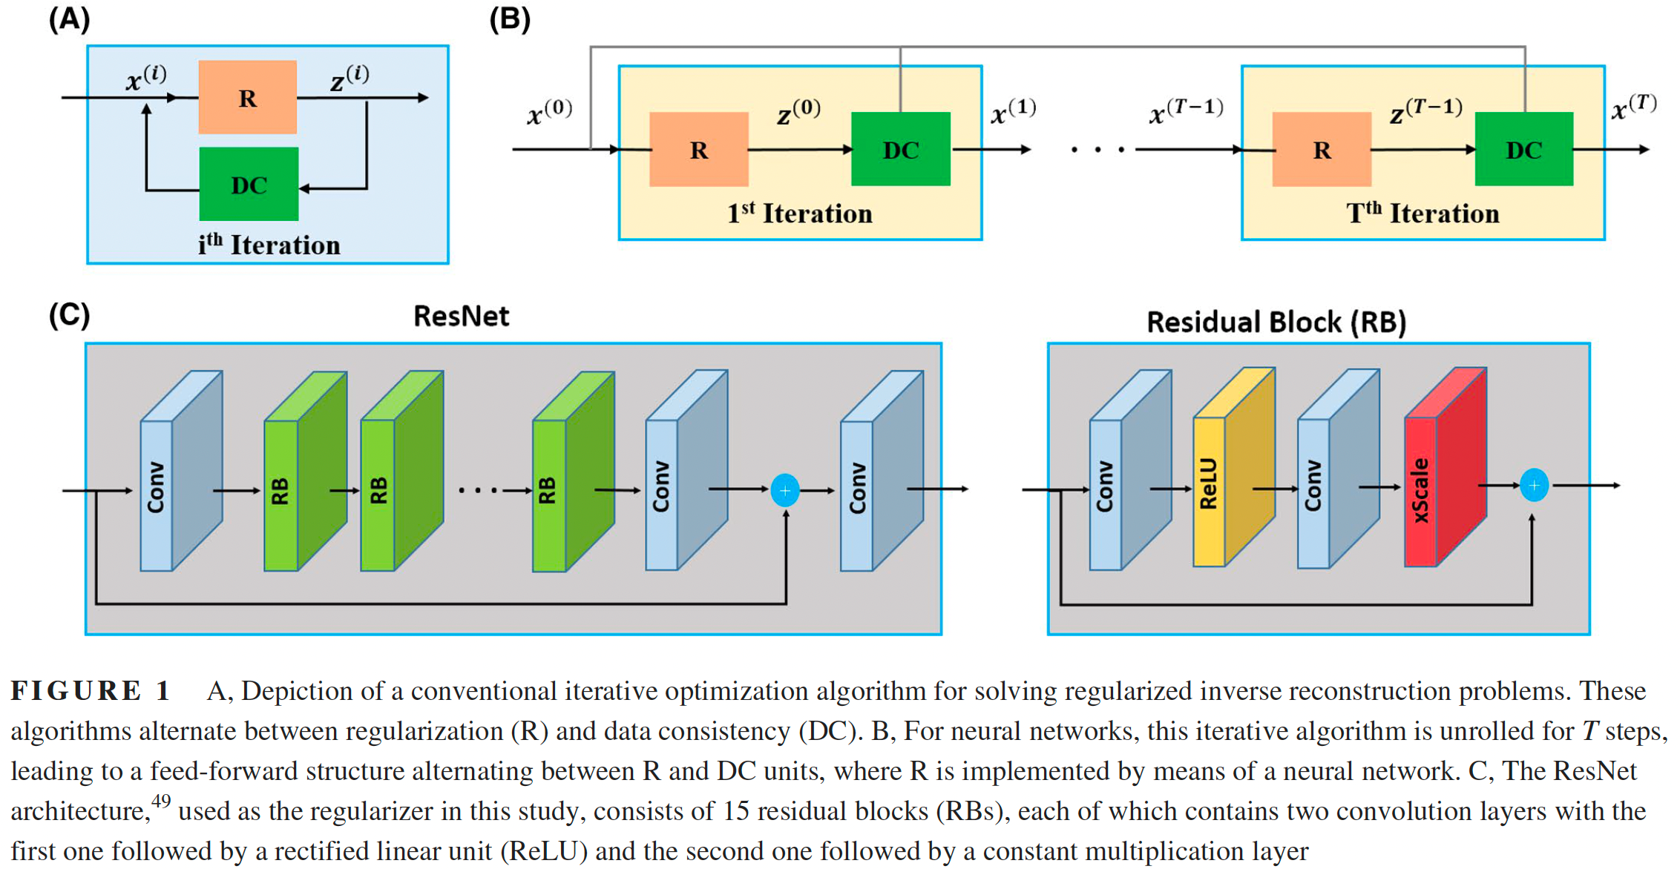 (A)
x^(i)
R
z^(i)
DC
i^th Iteration
(B)
x^(0)
R
z^(0)
DC
x^(1)
1^st Iteration
. . .
x^(T−1)
R
z^(T−1)
DC
x^(T)
T^th Iteration
(C)
ResNet
Conv
RB
RB
. . .
RB
Conv
+
Conv
Residual Block (RB)
Conv
ReLU
Conv
xScale
+
FIGURE 1 A, Depiction of a conventional iterative optimization algorithm for solving regularized inverse reconstruction problems. These
algorithms alternate between regularization (R) and data consistency (DC). B, For neural networks, this iterative algorithm is unrolled for T steps,
leading to a feed-forward structure alternating between R and DC units, where R is implemented by means of a neural network. C, The ResNet
architecture,^49 used as the regularizer in this study, consists of 15 residual blocks (RBs), each of which contains two convolution layers with the
first one followed by a rectified linear unit (ReLU) and the second one followed by a constant multiplication layer